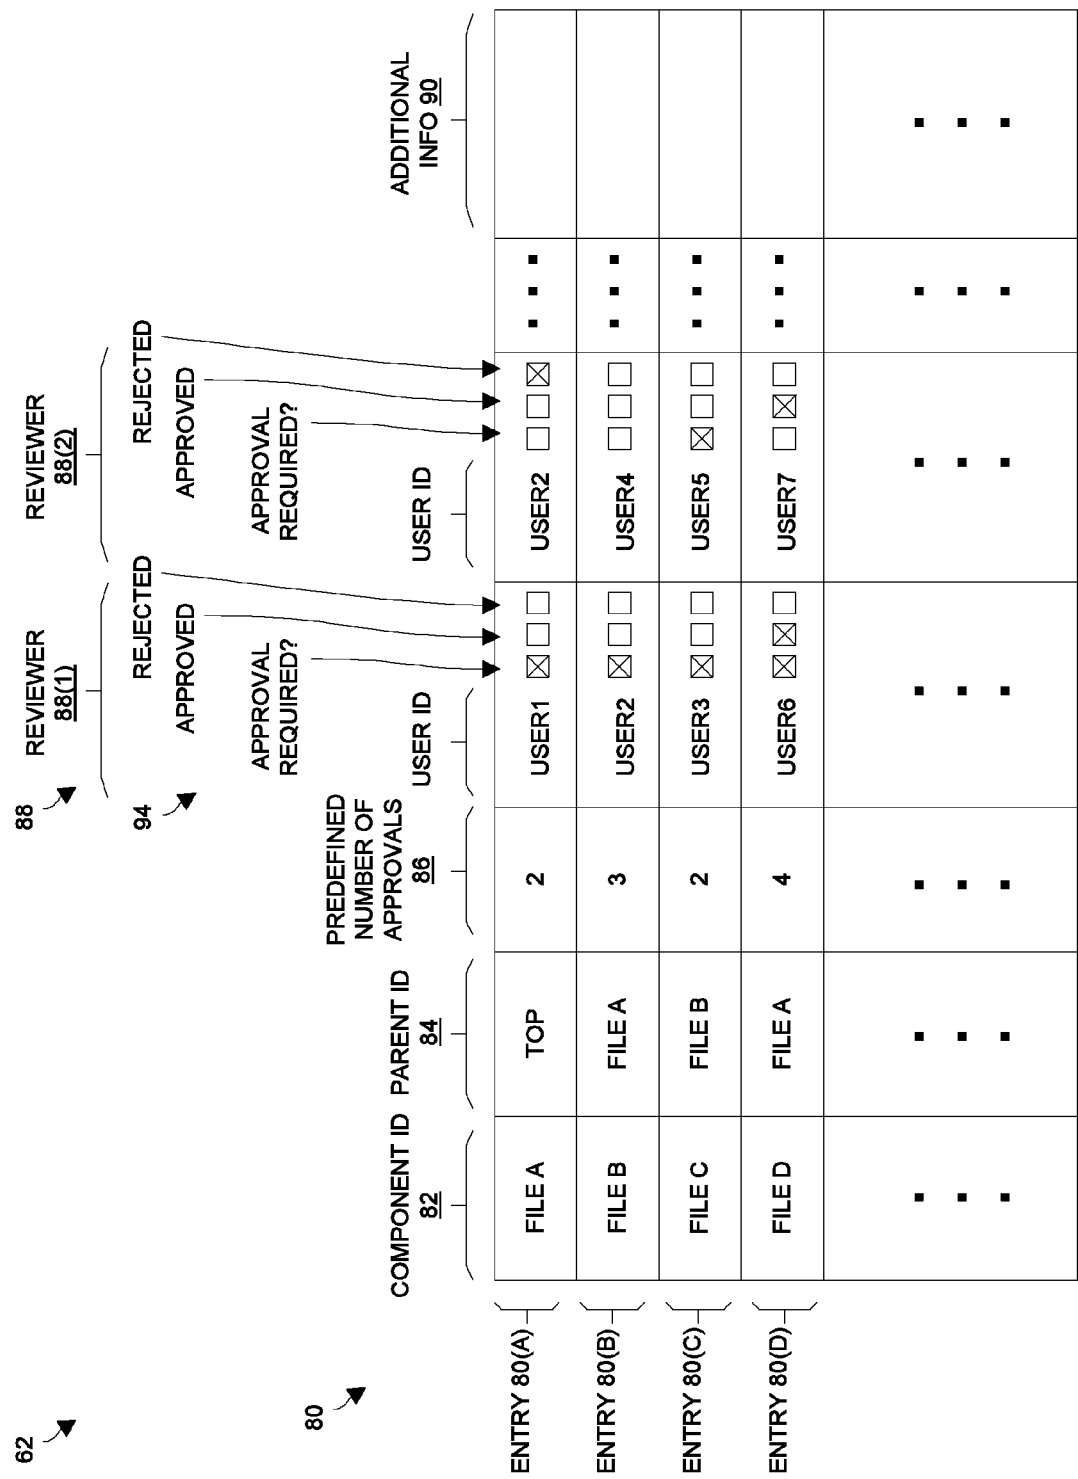 62
80
88
94
REVIEWER
88(1)
REVIEWER
88(2)
REJECTED
REJECTED
APPROVED
APPROVED
APPROVAL
REQUIRED?
APPROVAL
REQUIRED?
COMPONENT ID
82
PARENT ID
84
PREDEFINED
NUMBER OF
APPROVALS
86
USER ID
USER ID
ADDITIONAL
INFO 90
ENTRY 80(A)
FILE A
TOP
2
USER1
USER2
ENTRY 80(B)
FILE B
FILE A
3
USER2
USER4
ENTRY 80(C)
FILE C
FILE B
2
USER3
USER5
ENTRY 80(D)
FILE D
FILE A
4
USER6
USER7